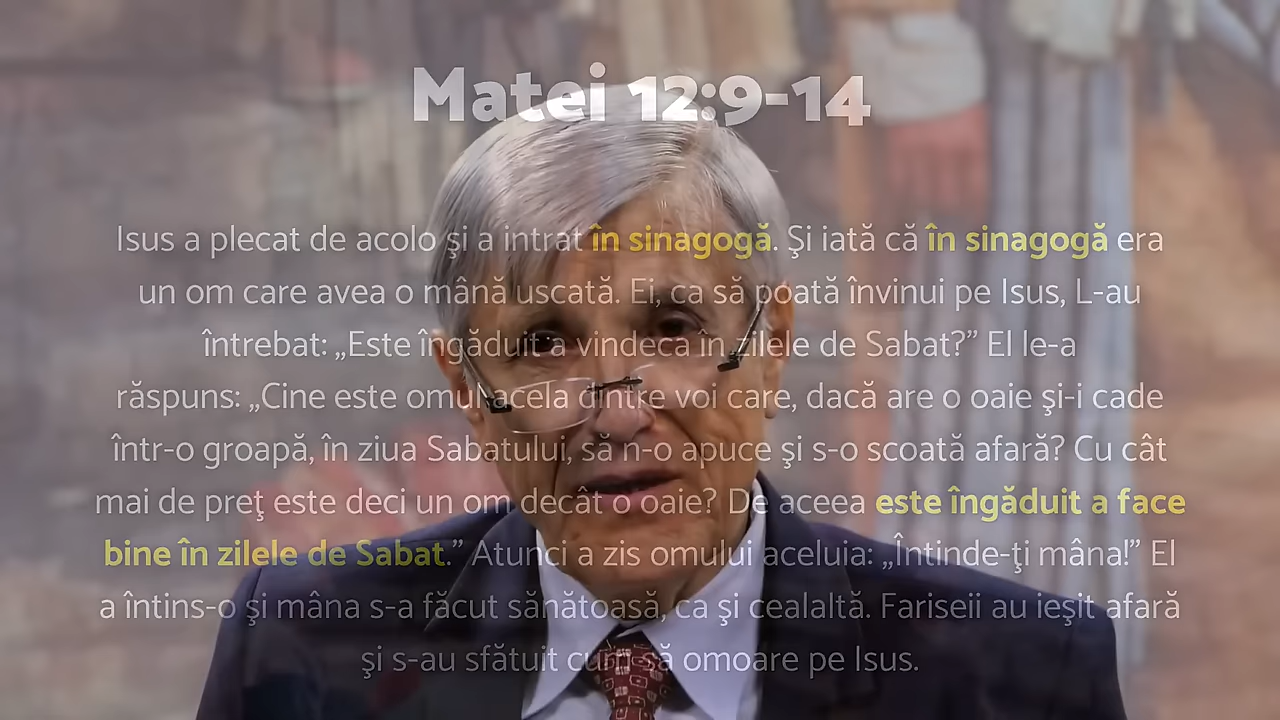 Matei 12:9-14
Isus a plecat de acolo şi a intrat în sinagogă. Şi iată că în sinagogă era
un om care avea o mână uscată. Ei, ca să poată învinui pe Isus, L-au
întrebat: „Este îngăduit a vindeca în zilele de Sabat?” El le-a
răspuns: „Cine este omul acela dintre voi care, dacă are o oaie şi-i cade
într-o groapă, în ziua Sabatului, să n-o apuce şi s-o scoată afară? Cu cât
mai de preţ este deci un om decât o oaie? De aceea este îngăduit a face
bine în zilele de Sabat.” Atunci a zis omului aceluia: „Întinde-ţi mâna!” El
a întins-o şi mâna s-a făcut sănătoasă, ca şi cealaltă. Fariseii au ieşit afară
şi s-au sfătuit cum să omoare pe Isus.